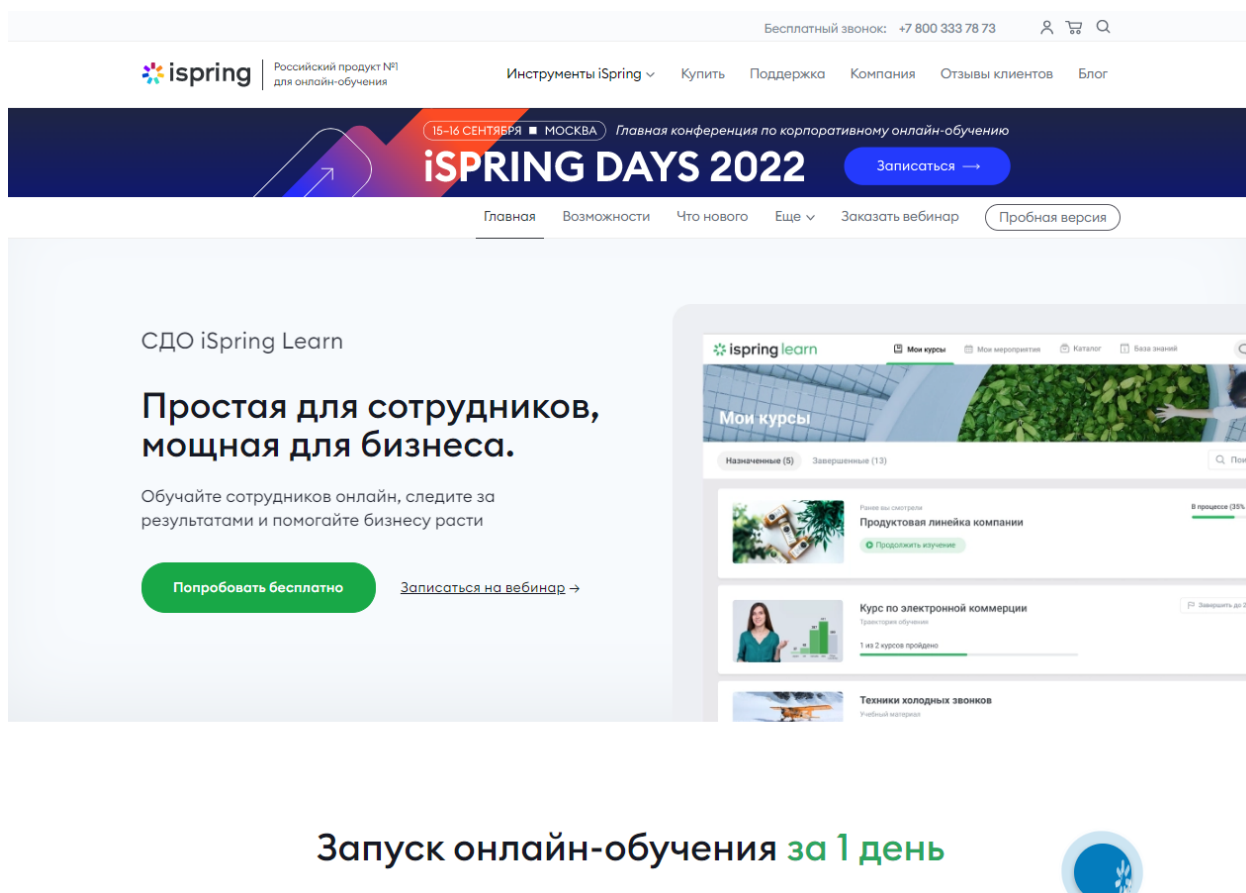 Бесплатный звонок: +7 800 333 78 73
ispring
Российский продукт №1
для онлайн-обучения
Инструменты iSpring Купить Поддержка Компания Отзывы клиентов Блог
15–16 СЕНТЯБРЯ ■ МОСКВА Главная конференция по корпоративному онлайн-обучению
iSPRING DAYS 2022
Записаться →
Главная Возможности Что нового Еще Заказать вебинар Пробная версия
СДО iSpring Learn
Простая для сотрудников,
мощная для бизнеса.
Обучайте сотрудников онлайн, следите за
результатами и помогайте бизнесу расти
Попробовать бесплатно Записаться на вебинар →
ispring learn Мои курсы Мои мероприятия Каталог База знаний
Мои курсы
Назначенные (5) Завершенные (13)
Ранее вы смотрели
Продуктовая линейка компании
В процессе (35%
Продолжить изучение
Курс по электронной коммерции
Завершить до 2
Траектория обучения
1 из 2 курсов пройдено
Техники холодных звонков
Учебный материал
Запуск онлайн-обучения за 1 день